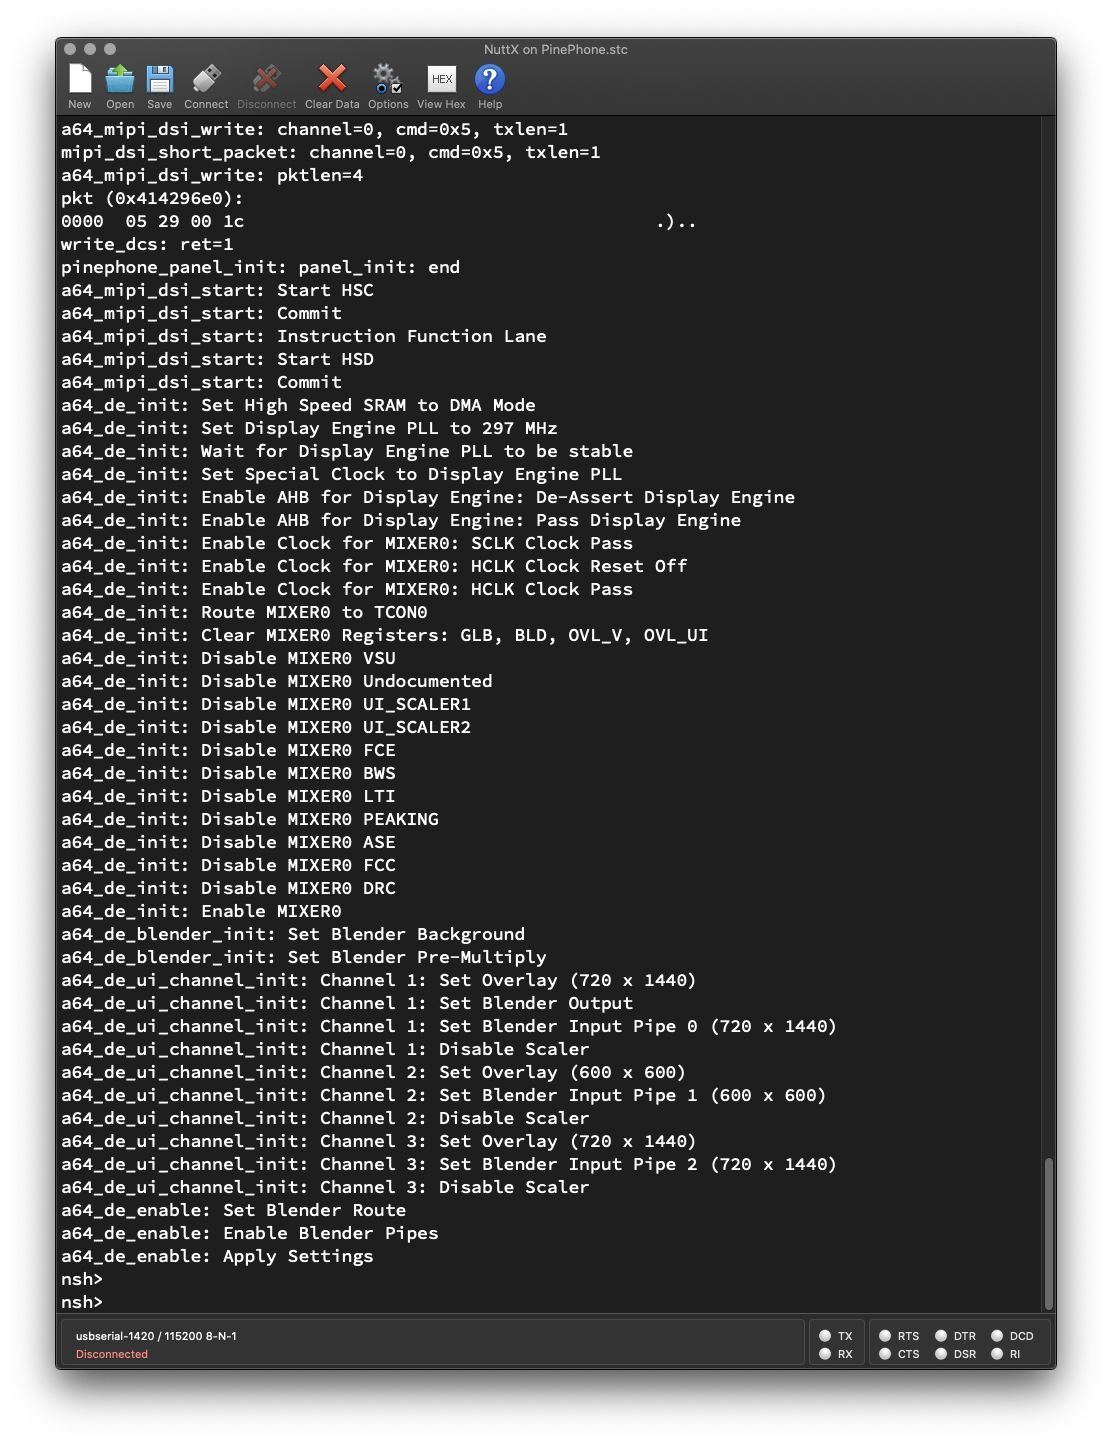 NuttX on PinePhone.stc
New Open Save Connect Disconnect Clear Data Options HEX View Hex ? Help
a64_mipi_dsi_write: channel=0, cmd=0x5, txlen=1
mipi_dsi_short_packet: channel=0, cmd=0x5, txlen=1
a64_mipi_dsi_write: pktlen=4
pkt (0x414296e0):
0000  05 29 00 1c                                      .)..
write_dcs: ret=1
pinephone_panel_init: panel_init: end
a64_mipi_dsi_start: Start HSC
a64_mipi_dsi_start: Commit
a64_mipi_dsi_start: Instruction Function Lane
a64_mipi_dsi_start: Start HSD
a64_mipi_dsi_start: Commit
a64_de_init: Set High Speed SRAM to DMA Mode
a64_de_init: Set Display Engine PLL to 297 MHz
a64_de_init: Wait for Display Engine PLL to be stable
a64_de_init: Set Special Clock to Display Engine PLL
a64_de_init: Enable AHB for Display Engine: De-Assert Display Engine
a64_de_init: Enable AHB for Display Engine: Pass Display Engine
a64_de_init: Enable Clock for MIXER0: SCLK Clock Pass
a64_de_init: Enable Clock for MIXER0: HCLK Clock Reset Off
a64_de_init: Enable Clock for MIXER0: HCLK Clock Pass
a64_de_init: Route MIXER0 to TCON0
a64_de_init: Clear MIXER0 Registers: GLB, BLD, OVL_V, OVL_UI
a64_de_init: Disable MIXER0 VSU
a64_de_init: Disable MIXER0 Undocumented
a64_de_init: Disable MIXER0 UI_SCALER1
a64_de_init: Disable MIXER0 UI_SCALER2
a64_de_init: Disable MIXER0 FCE
a64_de_init: Disable MIXER0 BWS
a64_de_init: Disable MIXER0 LTI
a64_de_init: Disable MIXER0 PEAKING
a64_de_init: Disable MIXER0 ASE
a64_de_init: Disable MIXER0 FCC
a64_de_init: Disable MIXER0 DRC
a64_de_init: Enable MIXER0
a64_de_blender_init: Set Blender Background
a64_de_blender_init: Set Blender Pre-Multiply
a64_de_ui_channel_init: Channel 1: Set Overlay (720 x 1440)
a64_de_ui_channel_init: Channel 1: Set Blender Output
a64_de_ui_channel_init: Channel 1: Set Blender Input Pipe 0 (720 x 1440)
a64_de_ui_channel_init: Channel 1: Disable Scaler
a64_de_ui_channel_init: Channel 2: Set Overlay (600 x 600)
a64_de_ui_channel_init: Channel 2: Set Blender Input Pipe 1 (600 x 600)
a64_de_ui_channel_init: Channel 2: Disable Scaler
a64_de_ui_channel_init: Channel 3: Set Overlay (720 x 1440)
a64_de_ui_channel_init: Channel 3: Set Blender Input Pipe 2 (720 x 1440)
a64_de_ui_channel_init: Channel 3: Disable Scaler
a64_de_enable: Set Blender Route
a64_de_enable: Enable Blender Pipes
a64_de_enable: Apply Settings
nsh>
nsh>
usbserial-1420 / 115200 8-N-1
Disconnected
TX RTS DTR DCD
RX CTS DSR RI